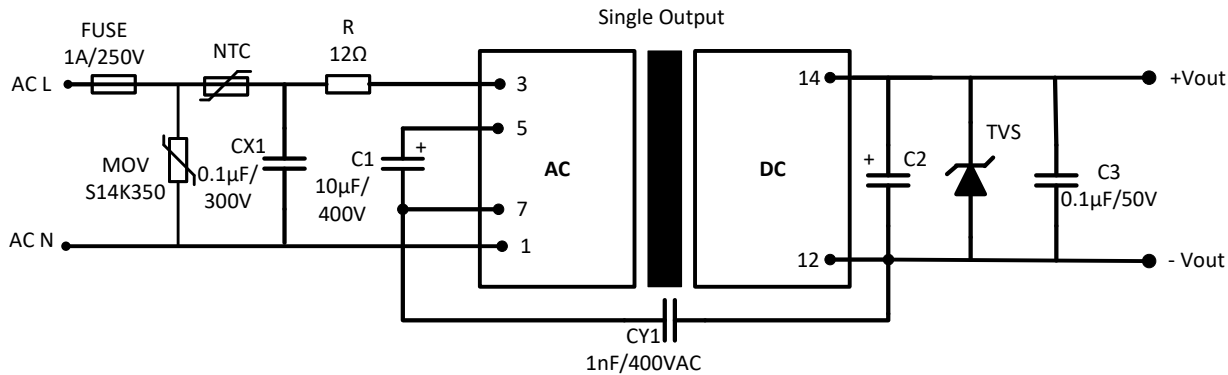 Single Output
FUSE
1A/250V
NTC
R
12Ω
AC L
3
14
+Vout
5
TVS
MOV
S14K350
CX1
0.1µF/
300V
C1
10µF/
400V
+
AC
DC
+
C2
C3
0.1µF/50V
7
AC N
1
12
- Vout
CY1
1nF/400VAC